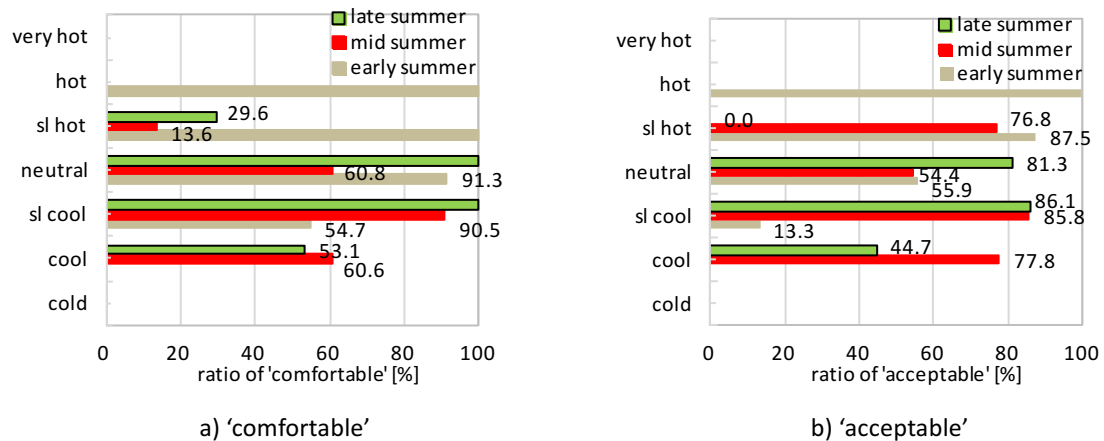 late summer
mid summer
early summer
very hot
hot
sl hot
neutral
sl cool
cool
cold
29.6
13.6
60.8
91.3
54.7
90.5
53.1
60.6
0 20 40 60 80 100
ratio of 'comfortable' [%]
a) ‘comfortable’
late summer
mid summer
early summer
very hot
hot
sl hot
neutral
sl cool
cool
cold
0.0
76.8
87.5
81.3
54.4
55.9
86.1
85.8
13.3
44.7
77.8
0 20 40 60 80 100
ratio of 'acceptable' [%]
b) ‘acceptable’